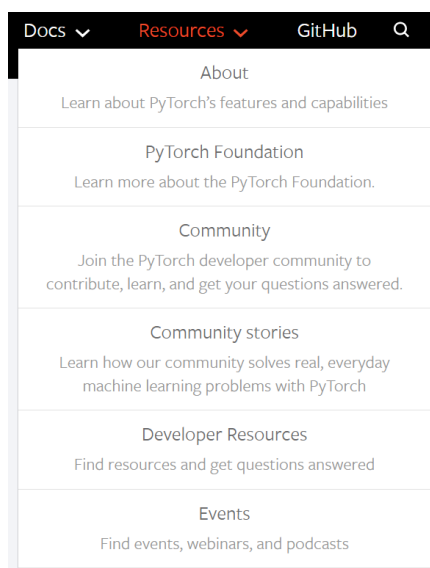 Docs Resources GitHub
About
Learn about PyTorch’s features and capabilities
PyTorch Foundation
Learn more about the PyTorch Foundation.
Community
Join the PyTorch developer community to
contribute, learn, and get your questions answered.
Community stories
Learn how our community solves real, everyday
machine learning problems with PyTorch
Developer Resources
Find resources and get questions answered
Events
Find events, webinars, and podcasts